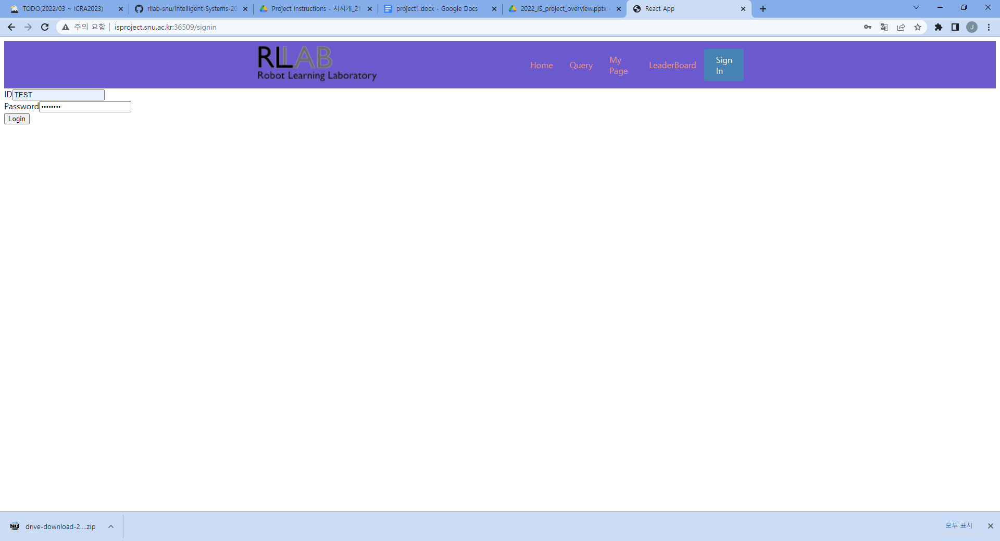 TODO(2022/03 ~ ICRA2023)
rllab-snu/Intelligent-Systems-20
Project Instructions - 지시개_21
project1.docx - Google Docs
2022_IS_project_overview.pptx -
React App
주의 요함
isproject.snu.ac.kr:36509/signin
J
RLLAB
Robot Learning Laboratory
Home
Query
My
Page
LeaderBoard
Sign
In
ID TEST
Password ••••••••
Login
ZIP
drive-download-2....zip
모두 표시